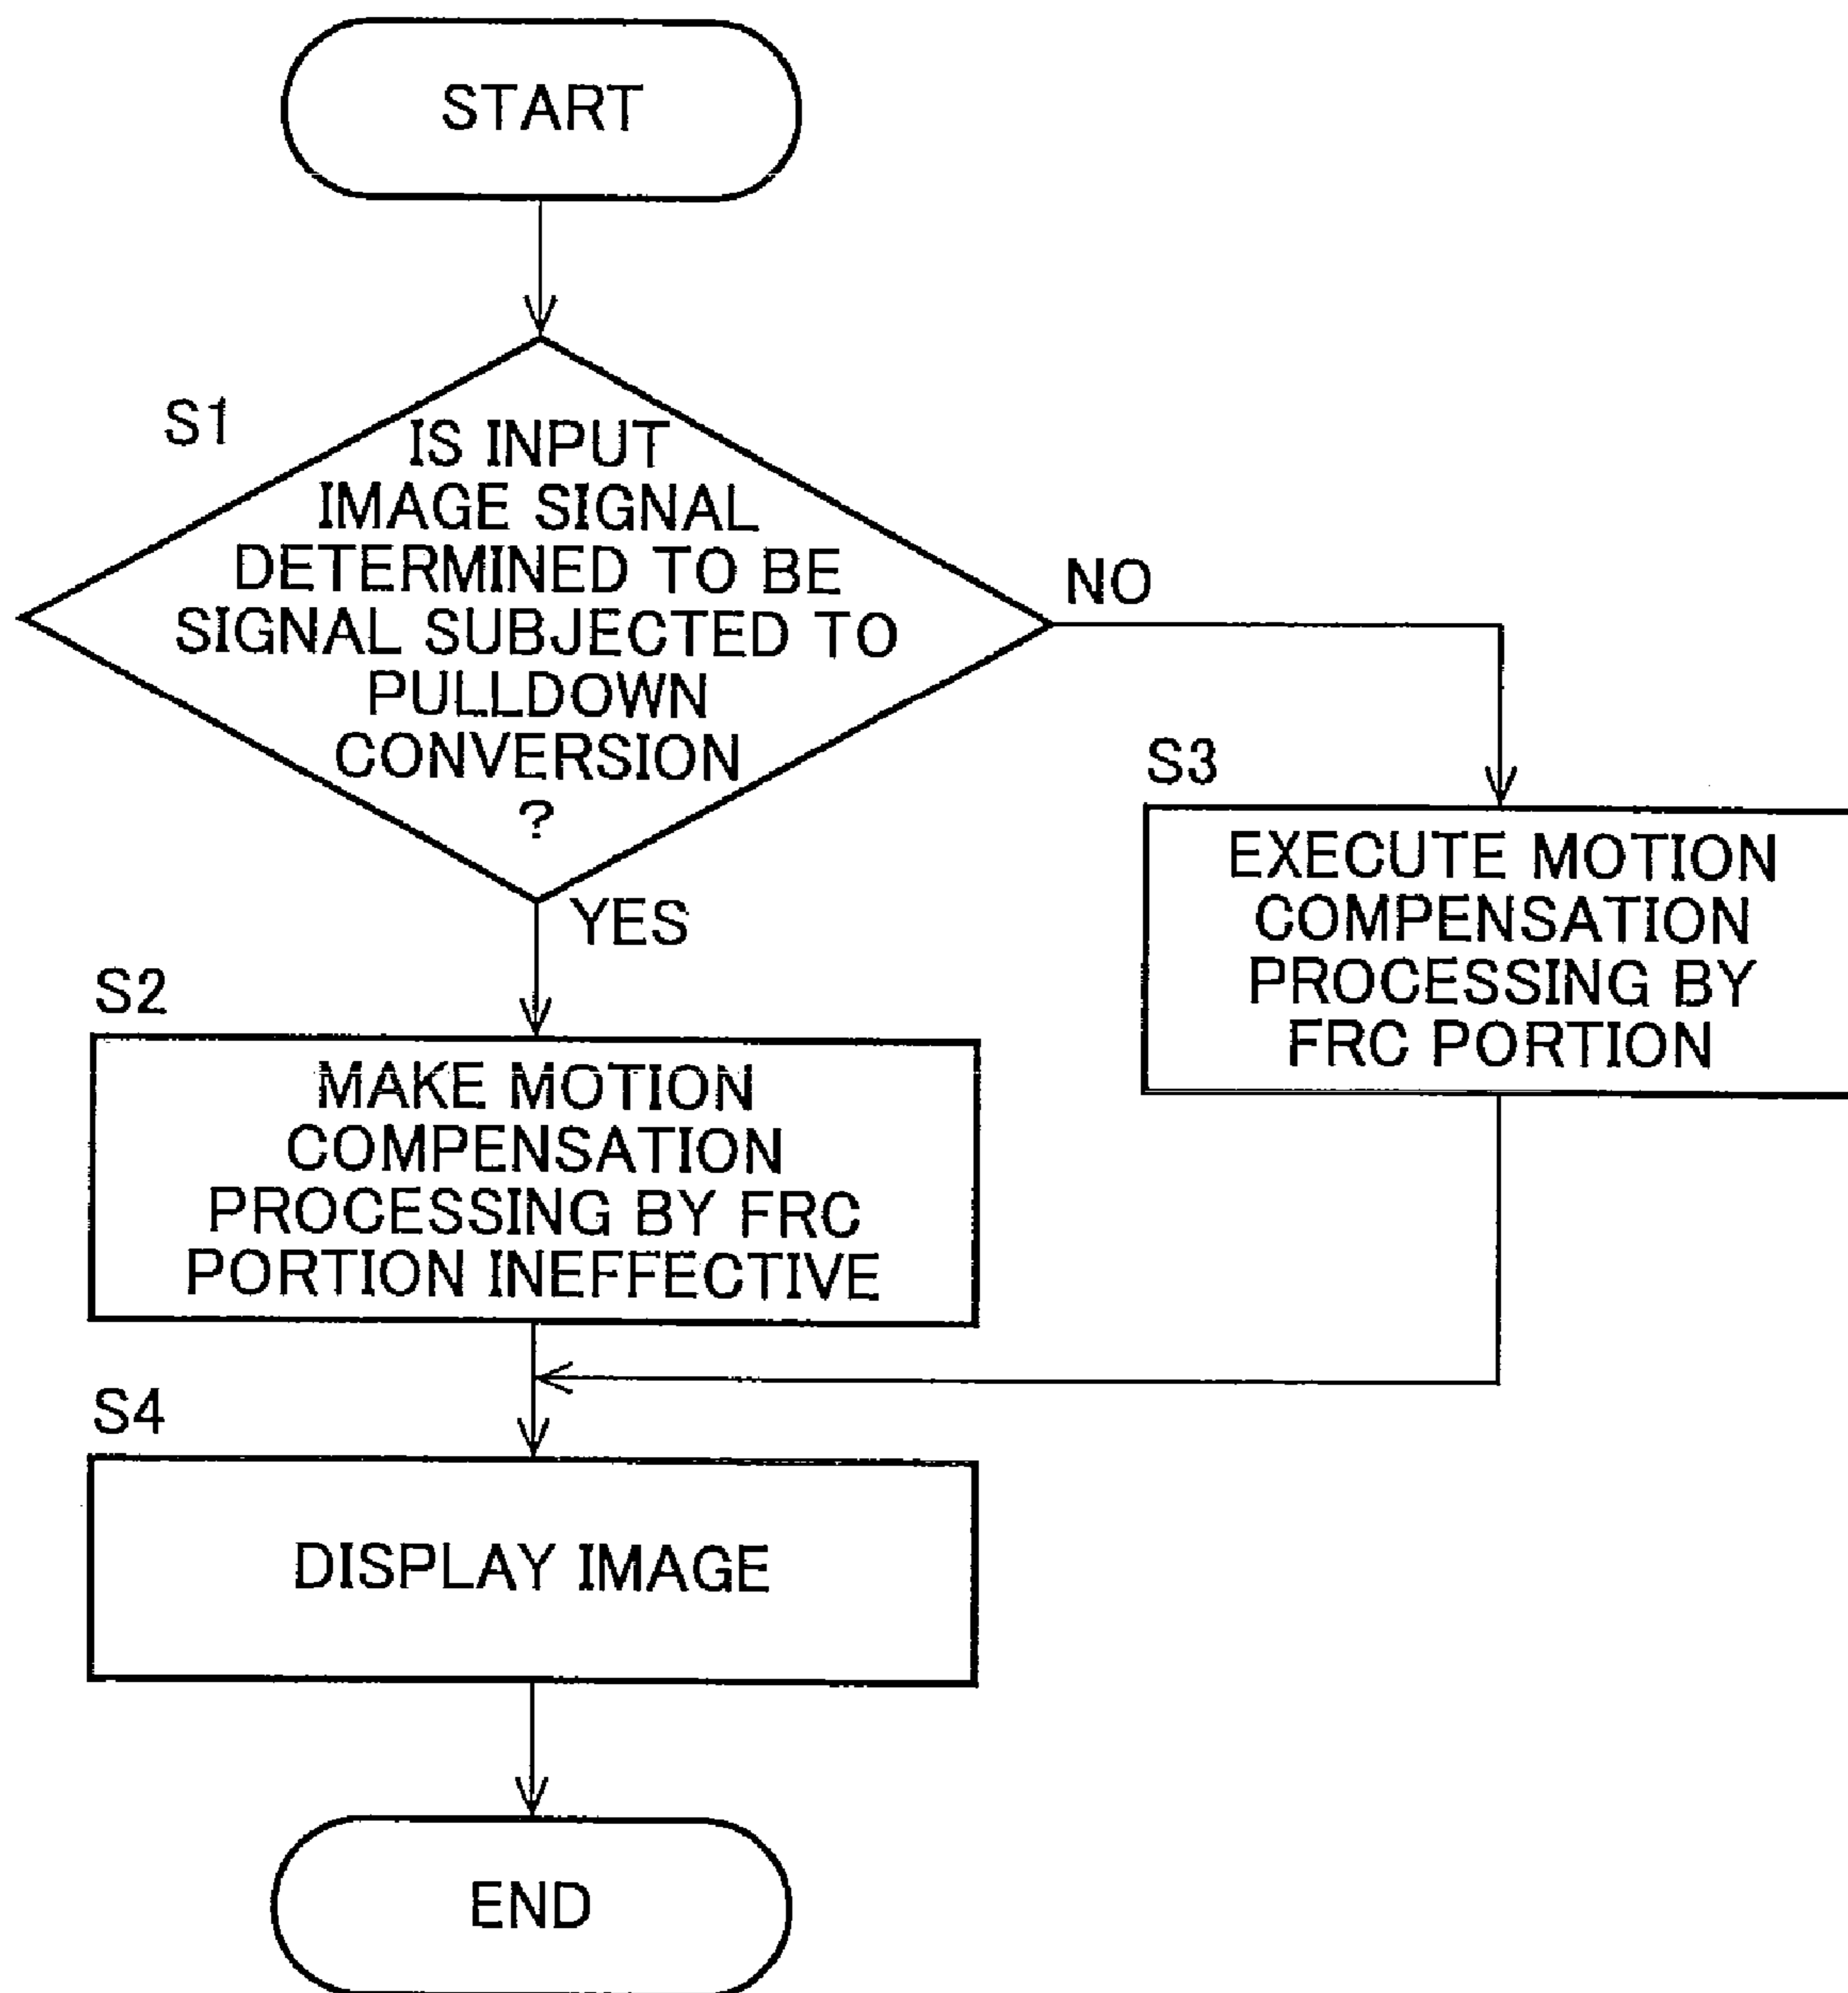 START
S1
IS INPUT
IMAGE SIGNAL
DETERMINED TO BE
SIGNAL SUBJECTED TO
PULLDOWN
CONVERSION
?
NO
YES
S3
EXECUTE MOTION
COMPENSATION
PROCESSING BY
FRC PORTION
S2
MAKE MOTION
COMPENSATION
PROCESSING BY FRC
PORTION INEFFECTIVE
S4
DISPLAY IMAGE
END